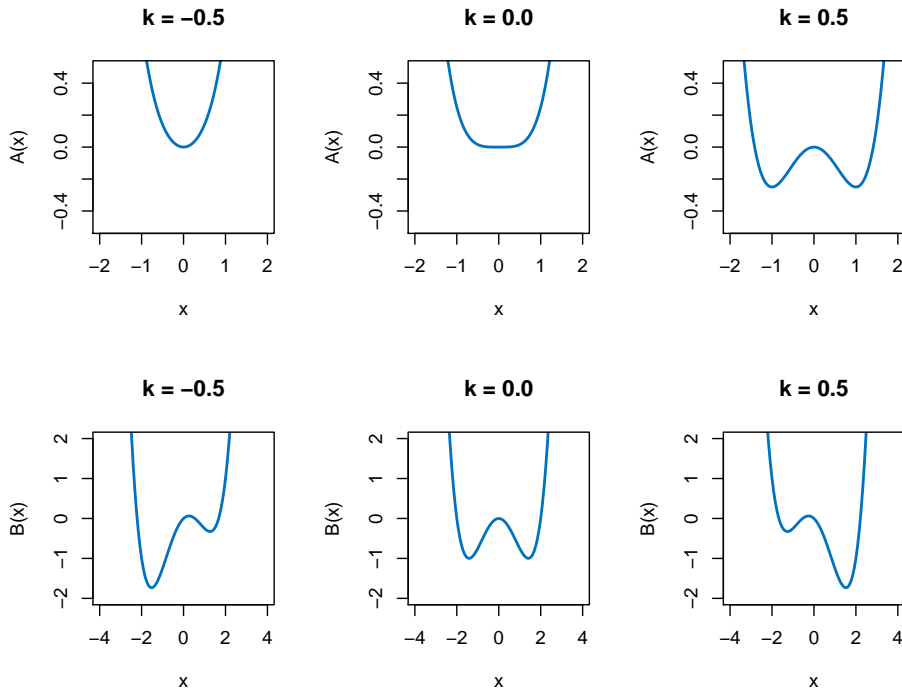 k = −0.5
k = 0.0
k = 0.5
A(x)
0.4
0.0
−0.4
−2 −1 0 1 2
x
A(x)
0.4
0.0
−0.4
−2 −1 0 1 2
x
A(x)
0.4
0.0
−0.4
−2 −1 0 1 2
x
k = −0.5
k = 0.0
k = 0.5
B(x)
2
1
0
−1
−2
−4 −2 0 2 4
x
B(x)
2
1
0
−1
−2
−4 −2 0 2 4
x
B(x)
2
1
0
−1
−2
−4 −2 0 2 4
x